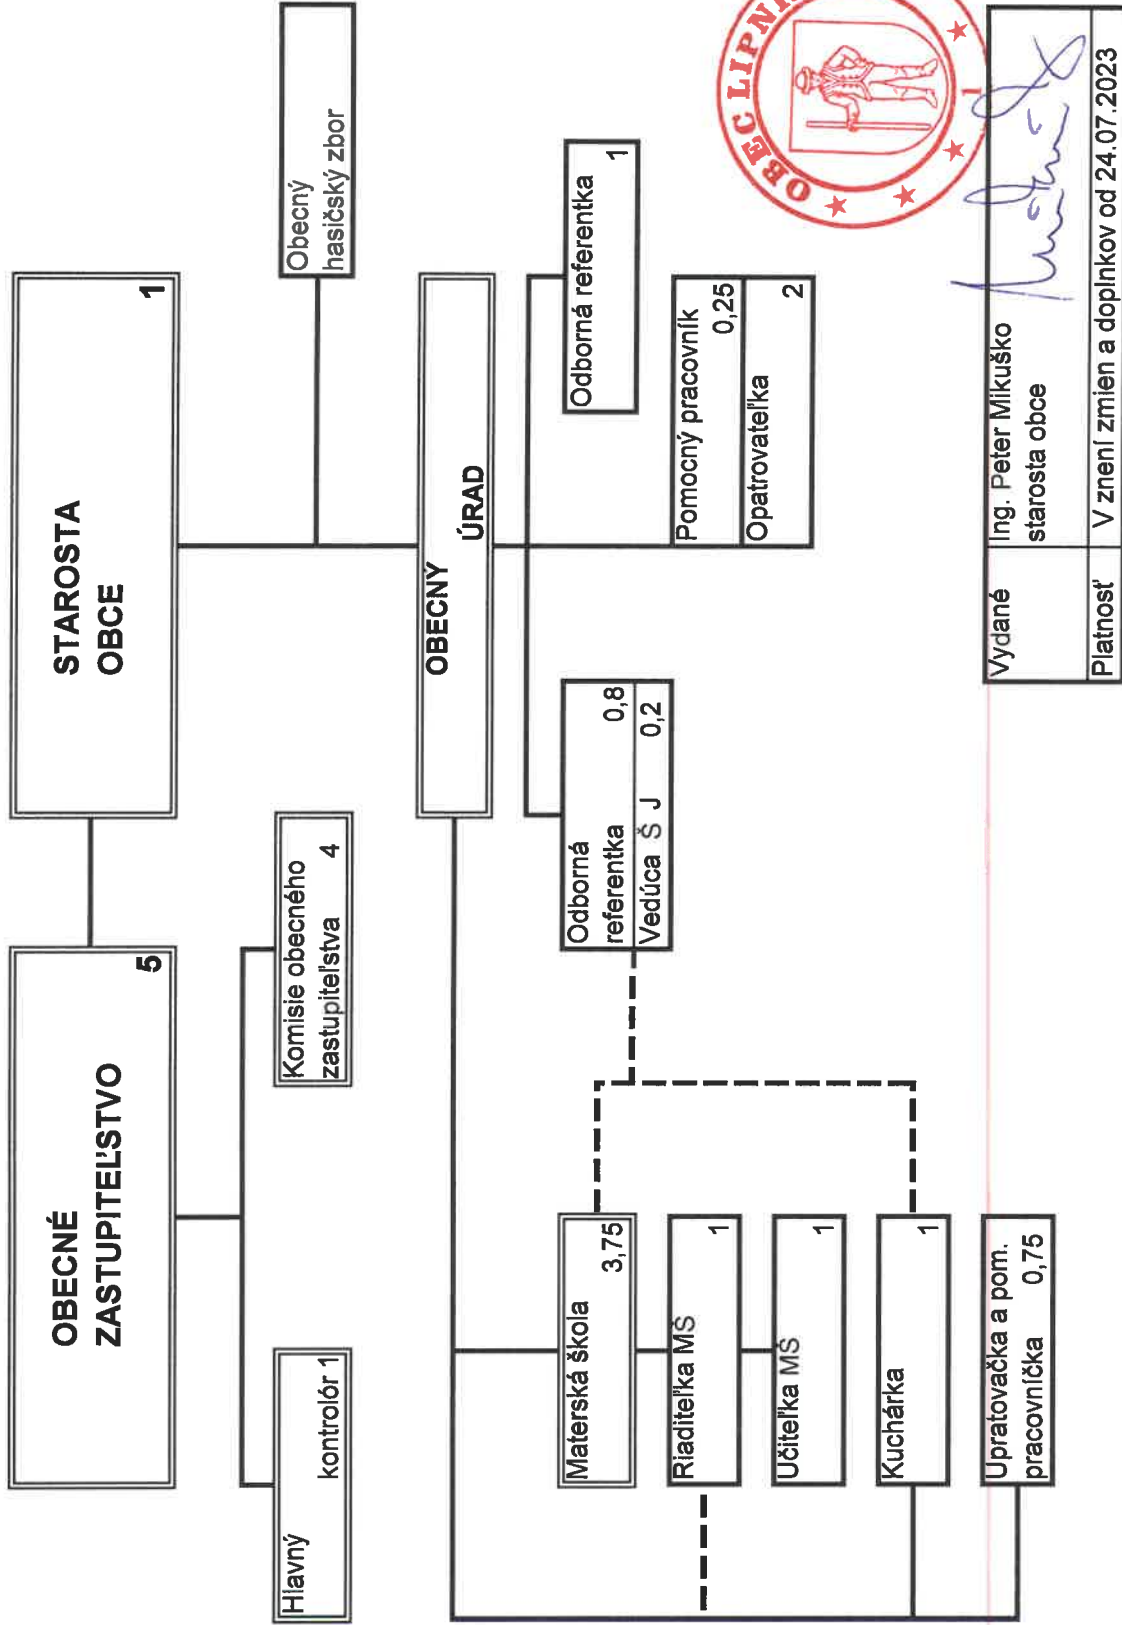 OBECNÉ
ZASTUPITEĽSTVO
5
STAROSTA
OBCE
1
Hlavný
kontrolór 1
Komisie obecného
zastupiteľstva 4
Obecný
hasičský zbor
OBECNÝ
ÚRAD
Materská škola
3,75
Riaditeľka MŠ
1
Učiteľka MŠ
1
Kuchárka
1
Upratovačka a pom.
pracovníčka 0,75
Odborná
referentka 0,8
Vedúca Š J 0,2
Odborná referentka
1
Pomocný pracovník
0,25
Opatrovateľka
2
OBEC LIPNÍ
1
Vydané Ing. Peter Mikuško
starosta obce
Platnosť V znení zmien a doplnkov od 24.07.2023